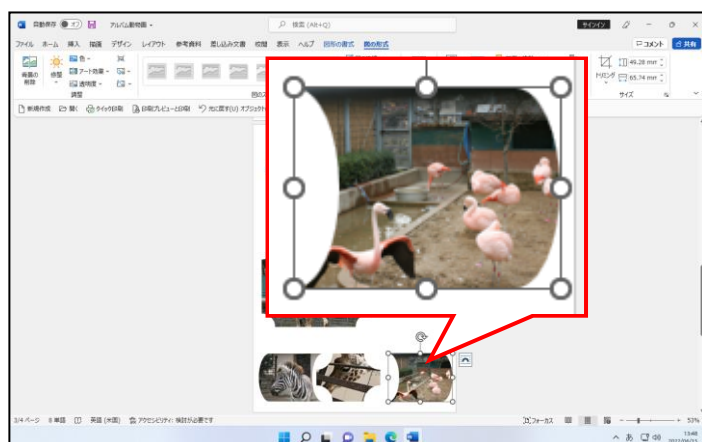 自動保存 オフ アルバム動物園 検索 (Alt+Q) サインイン
ファイル ホーム 挿入 描画 デザイン レイアウト 参考資料 差し込み文書 校閲 表示 ヘルプ 図形の書式 図の形式 コメント 共有
背景の削除 修整 色 アート効果 透明度 トリミング 49.28 mm
65.74 mm
調整 サイズ
新規作成 開く クイック印刷 印刷プレビューと印刷 元に戻す(U)
3/4 ページ 8 単語 英語 (米国) アクセシビリティ: 検討が必要です フォーカス 53%
あ 13:48